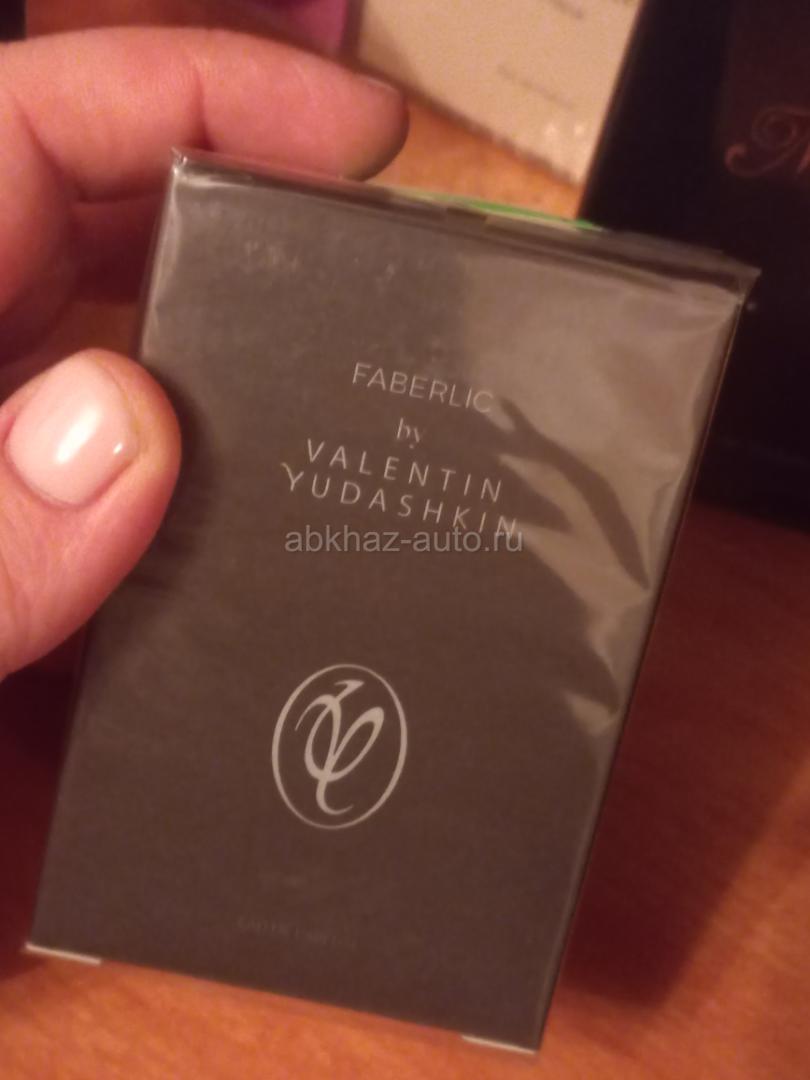 FABERLIC
by
VALENTIN
YUDASHKIN
abkhaz-auto.ru